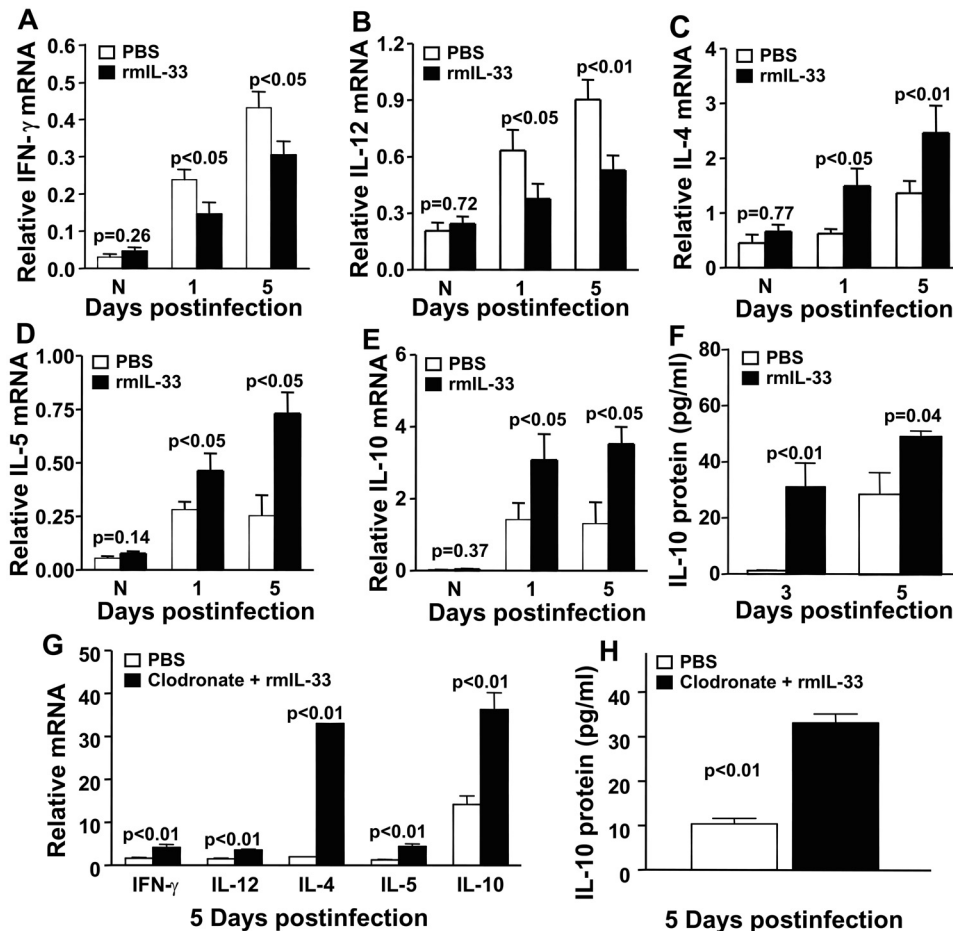 A
Relative IFN-γ mRNA
0.6
0.5
0.4
0.3
0.2
0.1
0.0
PBS
rmIL-33
p=0.26
p<0.05
p<0.05
N 1 5
Days postinfection
B
Relative IL-12 mRNA
1.2
0.9
0.6
0.3
0.0
PBS
rmIL-33
p=0.72
p<0.05
p<0.01
N 1 5
Days postinfection
C
Relative IL-4 mRNA
4
3
2
1
0
PBS
rmIL-33
p=0.77
p<0.05
p<0.01
N 1 5
Days postinfection
D
Relative IL-5 mRNA
1.00
0.75
0.50
0.25
0.00
PBS
rmIL-33
p=0.14
p<0.05
p<0.05
N 1 5
Days postinfection
E
Relative IL-10 mRNA
6
4
2
0
PBS
rmIL-33
p=0.37
p<0.05
p<0.05
N 1 5
Days postinfection
F
IL-10 protein (pg/ml)
80
60
40
20
0
PBS
rmIL-33
p<0.01
p=0.04
3 5
Days postinfection
G
Relative mRNA
50
40
30
20
10
0
PBS
Clodronate + rmIL-33
p<0.01
p<0.01
p<0.01
p<0.01
p<0.01
IFN-γ IL-12 IL-4 IL-5 IL-10
5 Days postinfection
H
IL-10 protein (pg/ml)
40
30
20
10
0
PBS
Clodronate + rmIL-33
p<0.01
5 Days postinfection